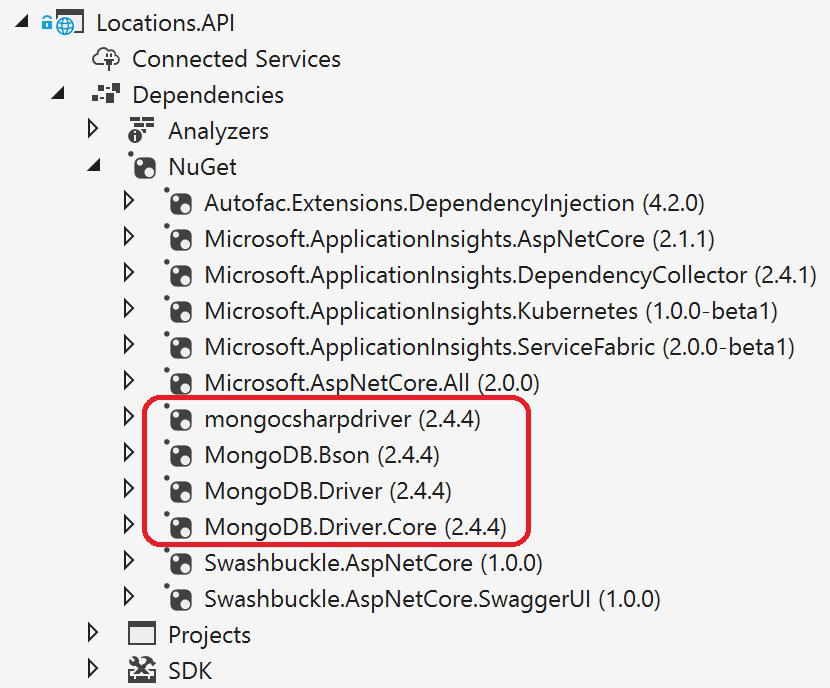 Locations.API
Connected Services
Dependencies
Analyzers
NuGet
Autofac.Extensions.DependencyInjection (4.2.0)
Microsoft.ApplicationInsights.AspNetCore (2.1.1)
Microsoft.ApplicationInsights.DependencyCollector (2.4.1)
Microsoft.ApplicationInsights.Kubernetes (1.0.0-beta1)
Microsoft.ApplicationInsights.ServiceFabric (2.0.0-beta1)
Microsoft.AspNetCore.All (2.0.0)
mongocsharpdriver (2.4.4)
MongoDB.Bson (2.4.4)
MongoDB.Driver (2.4.4)
MongoDB.Driver.Core (2.4.4)
Swashbuckle.AspNetCore (1.0.0)
Swashbuckle.AspNetCore.SwaggerUI (1.0.0)
Projects
SDK